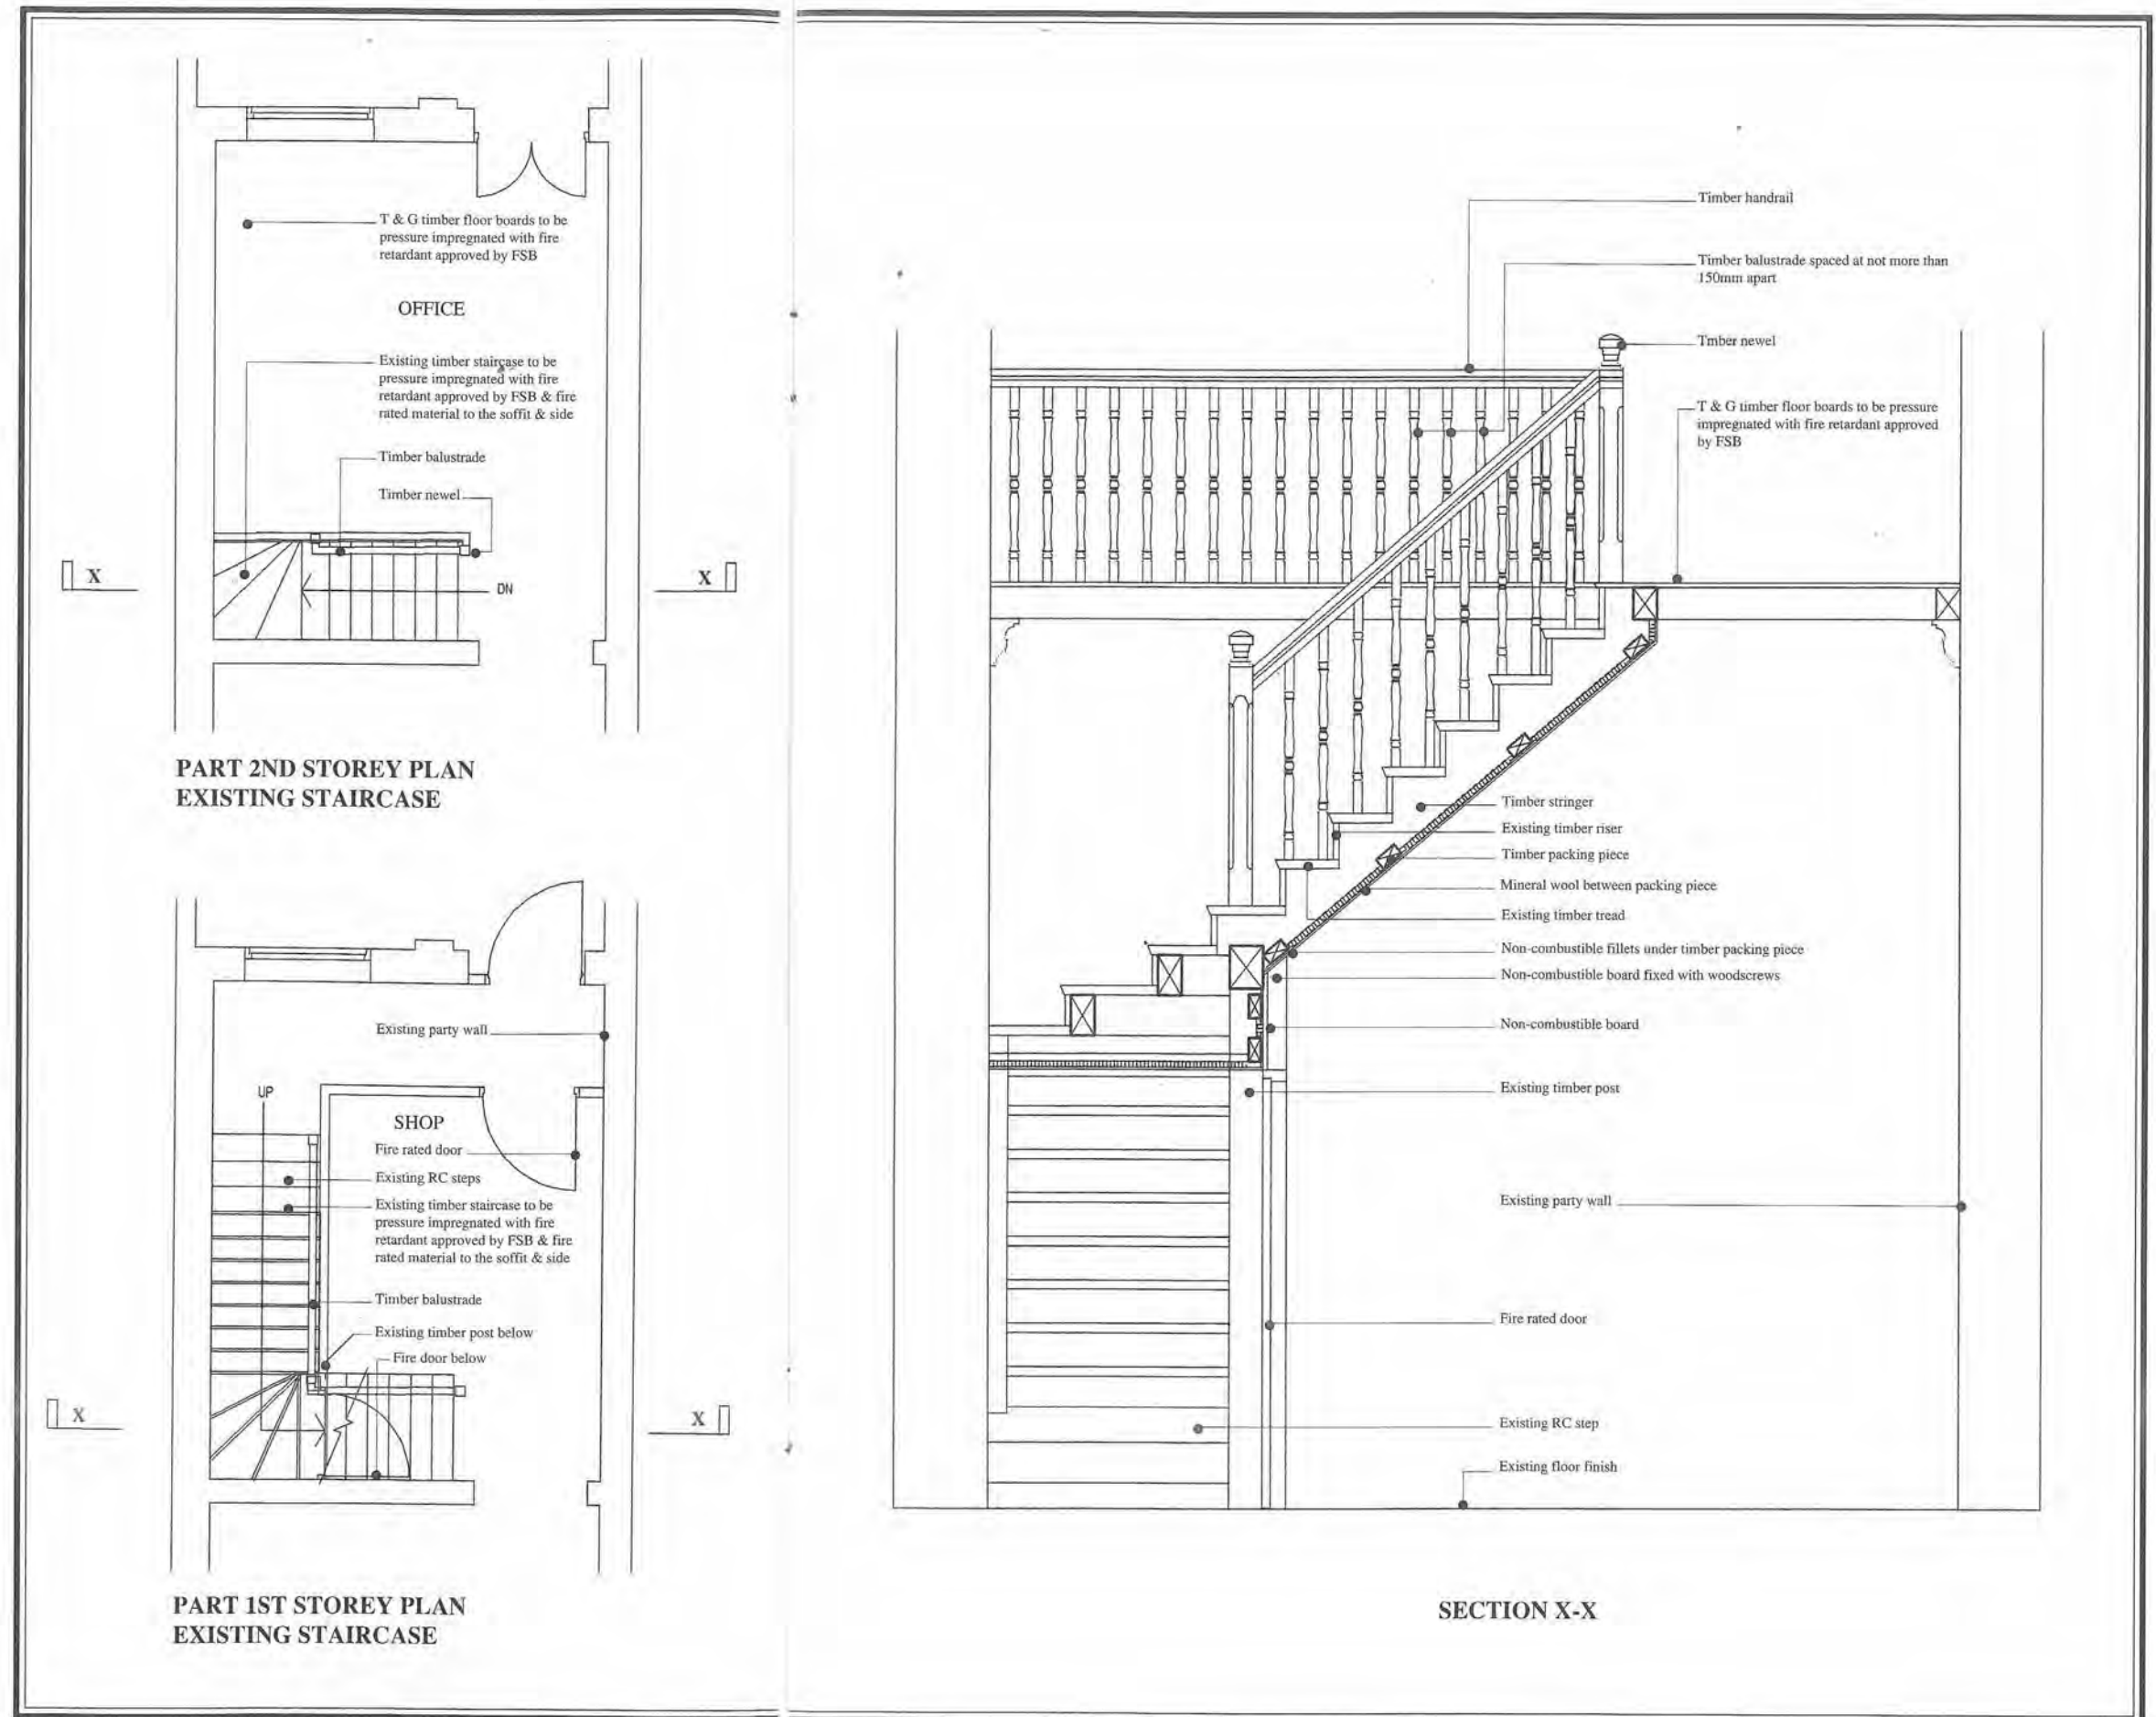 T & G timber floor boards to be
pressure impregnated with fire
retardant approved by FSB
OFFICE
Existing timber staircase to be
pressure impregnated with fire
retardant approved by FSB & fire
rated material to the soffit & side
Timber balustrade
Timber newel
X
X
DN
PART 2ND STOREY PLAN
EXISTING STAIRCASE
Existing party wall
UP
SHOP
Fire rated door
Existing RC steps
Existing timber staircase to be
pressure impregnated with fire
retardant approved by FSB & fire
rated material to the soffit & side
Timber balustrade
Existing timber post below
Fire door below
X
X
PART 1ST STOREY PLAN
EXISTING STAIRCASE
Timber handrail
Timber balustrade spaced at not more than
150mm apart
Tmber newel
T & G timber floor boards to be pressure
impregnated with fire retardant approved
by FSB
Timber stringer
Existing timber riser
Timber packing piece
Mineral wool between packing piece
Existing timber tread
Non-combustible fillets under timber packing piece
Non-combustible board fixed with woodscrews
Non-combustible board
Existing timber post
Existing party wall
Fire rated door
Existing RC step
Existing floor finish
SECTION X-X